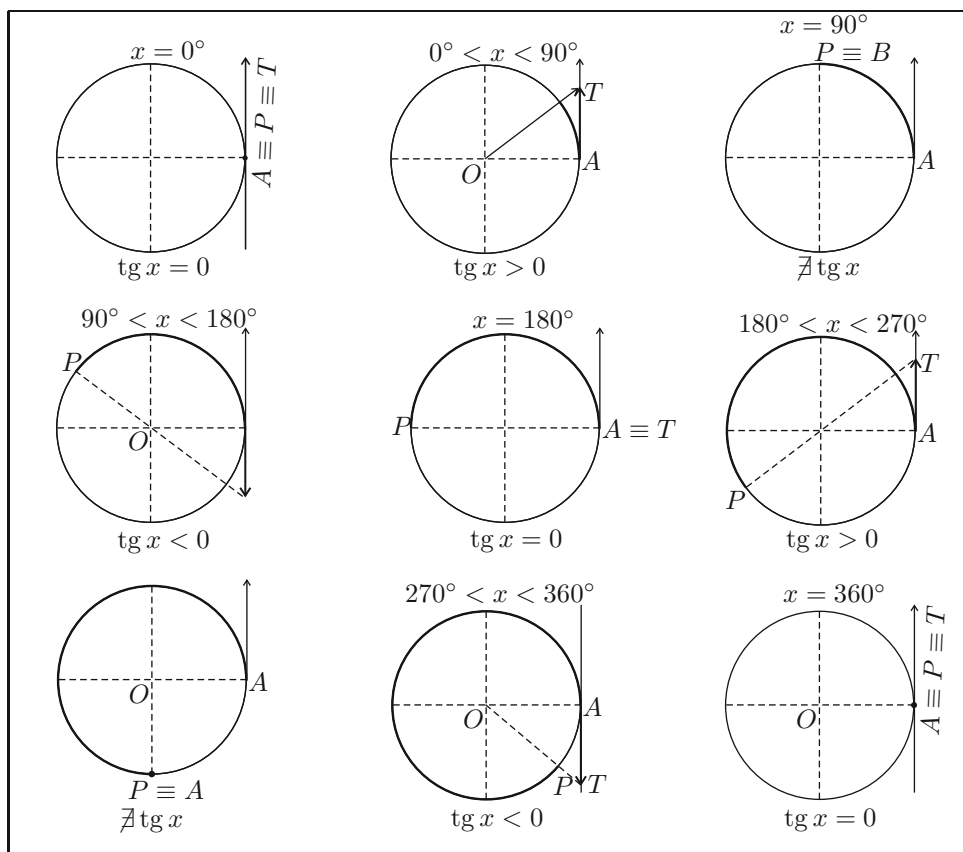 x = 0°
A ≡ P ≡ T
tg x = 0
0° < x < 90°
T
O
A
tg x > 0
x = 90°
P ≡ B
A
∄ tg x
90° < x < 180°
P
O
tg x < 0
x = 180°
P
A ≡ T
tg x = 0
180° < x < 270°
T
A
P
tg x > 0
O
A
P ≡ A
∄ tg x
270° < x < 360°
O
A
P T
tg x < 0
x = 360°
O
A ≡ P ≡ T
tg x = 0